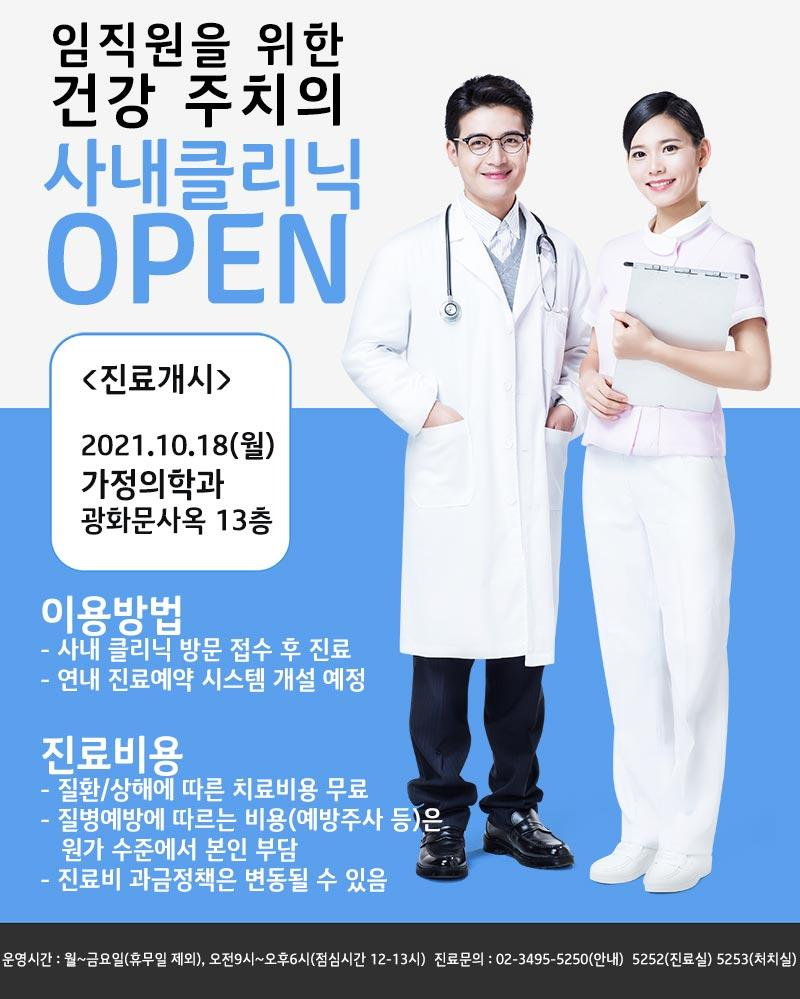 임직원을 위한
건강 주치의
사내클리닉
OPEN
<진료개시>
2021.10.18(월)
가정의학과
광화문사옥 13층
이용방법
- 사내 클리닉 방문 접수 후 진료
- 연내 진료예약 시스템 개설 예정
진료비용
- 질환/상해에 따른 치료비용 무료
- 질병예방에 따르는 비용(예방주사 등)은
원가 수준에서 본인 부담
- 진료비 과금정책은 변동될 수 있음
운영시간 : 월~금요일(휴무일 제외), 오전9시~오후6시(점심시간 12-13시) 진료문의 : 02-3495-5250(안내) 5252(진료실) 5253(처치실)